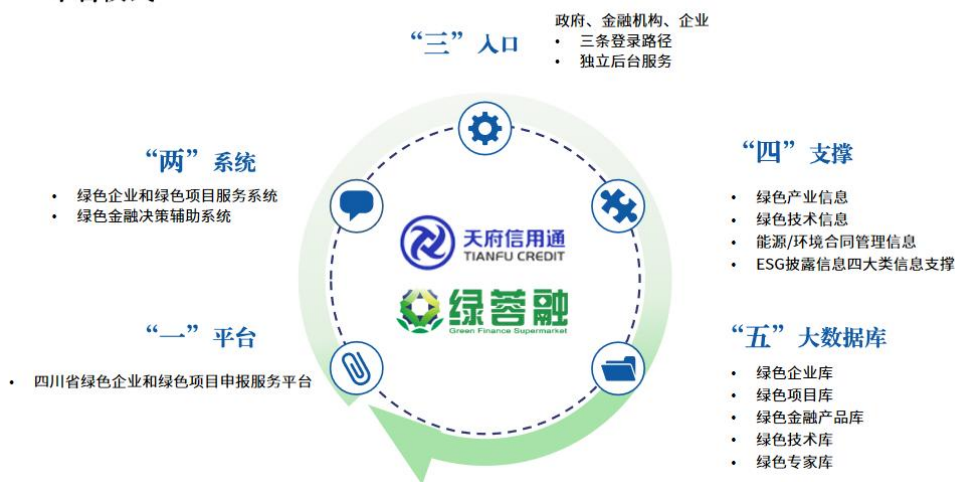 “三”入口
政府、金融机构、企业
• 三条登录路径
• 独立后台服务
“两”系统
• 绿色企业和绿色项目服务系统
• 绿色金融决策辅助系统
“四”支撑
• 绿色产业信息
• 绿色技术信息
• 能源/环境合同管理信息
• ESG披露信息四大类信息支撑
天府信用通
TIANFU CREDIT
绿蓉融
Green Finance Supermarket
“一”平台
• 四川省绿色企业和绿色项目申报服务平台
“五”大数据库
• 绿色企业库
• 绿色项目库
• 绿色金融产品库
• 绿色技术库
• 绿色专家库